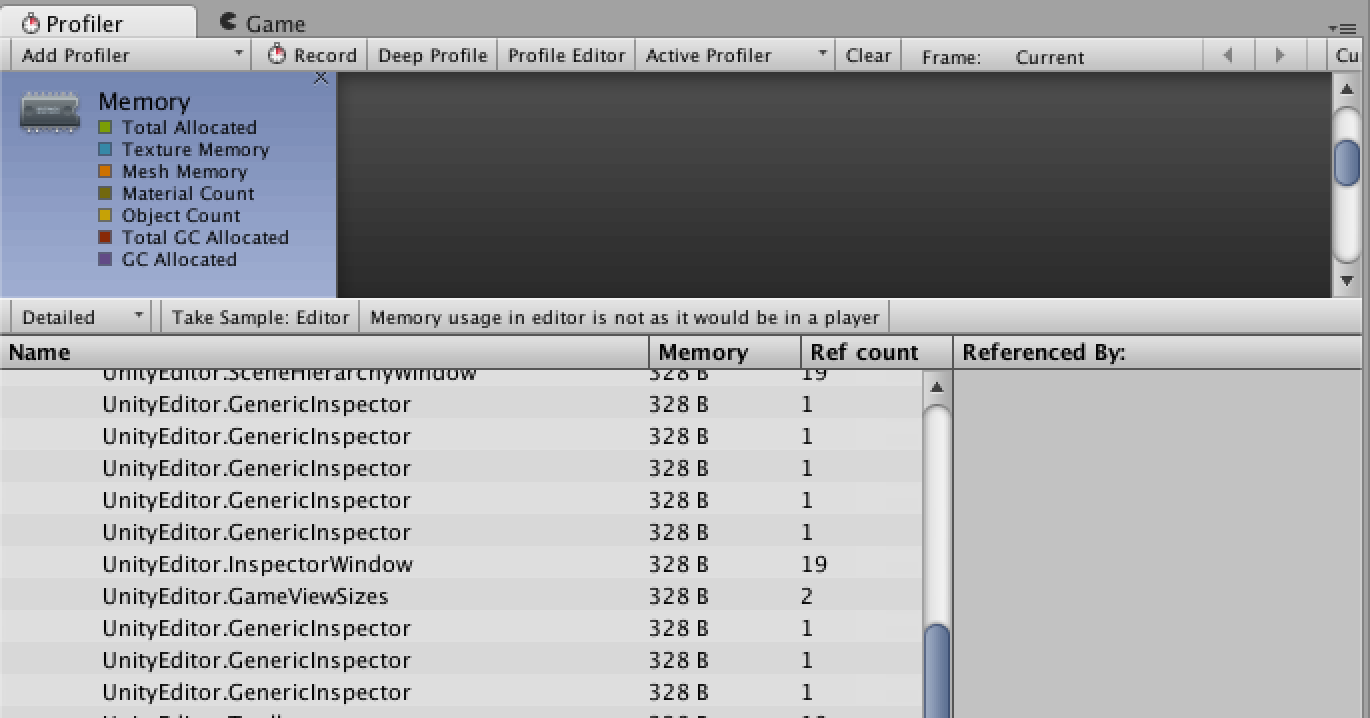 Profiler Game
Add Profiler Record Deep Profile Profile Editor Active Profiler Clear Frame: Current Cu
Memory
Total Allocated
Texture Memory
Mesh Memory
Material Count
Object Count
Total GC Allocated
GC Allocated
Detailed Take Sample: Editor Memory usage in editor is not as it would be in a player
Name Memory Ref count Referenced By:
UnityEditor.SceneHierarchyWindow 328 B 19
UnityEditor.GenericInspector 328 B 1
UnityEditor.GenericInspector 328 B 1
UnityEditor.GenericInspector 328 B 1
UnityEditor.GenericInspector 328 B 1
UnityEditor.GenericInspector 328 B 1
UnityEditor.InspectorWindow 328 B 19
UnityEditor.GameViewSizes 328 B 2
UnityEditor.GenericInspector 328 B 1
UnityEditor.GenericInspector 328 B 1
UnityEditor.GenericInspector 328 B 1